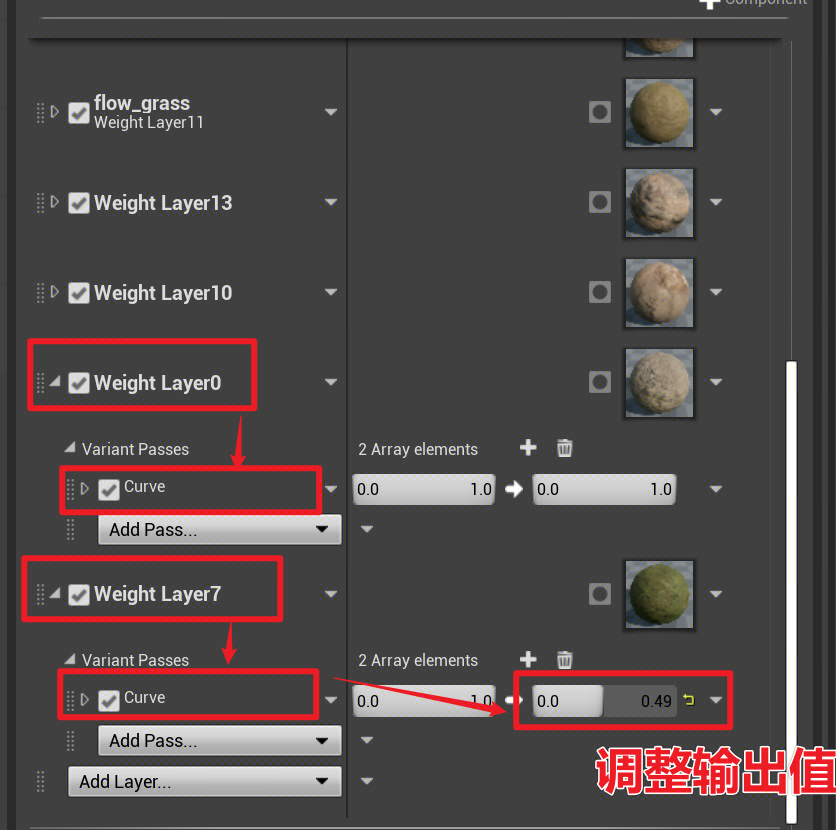 Component
flow_grass
Weight Layer11
Weight Layer13
Weight Layer10
Weight Layer0
Variant Passes 2 Array elements
Curve 0.0 1.0 0.0 1.0
Add Pass...
Weight Layer7
Variant Passes 2 Array elements
Curve 0.0 1.0 0.0 0.49
Add Pass...
调整输出值
Add Layer...